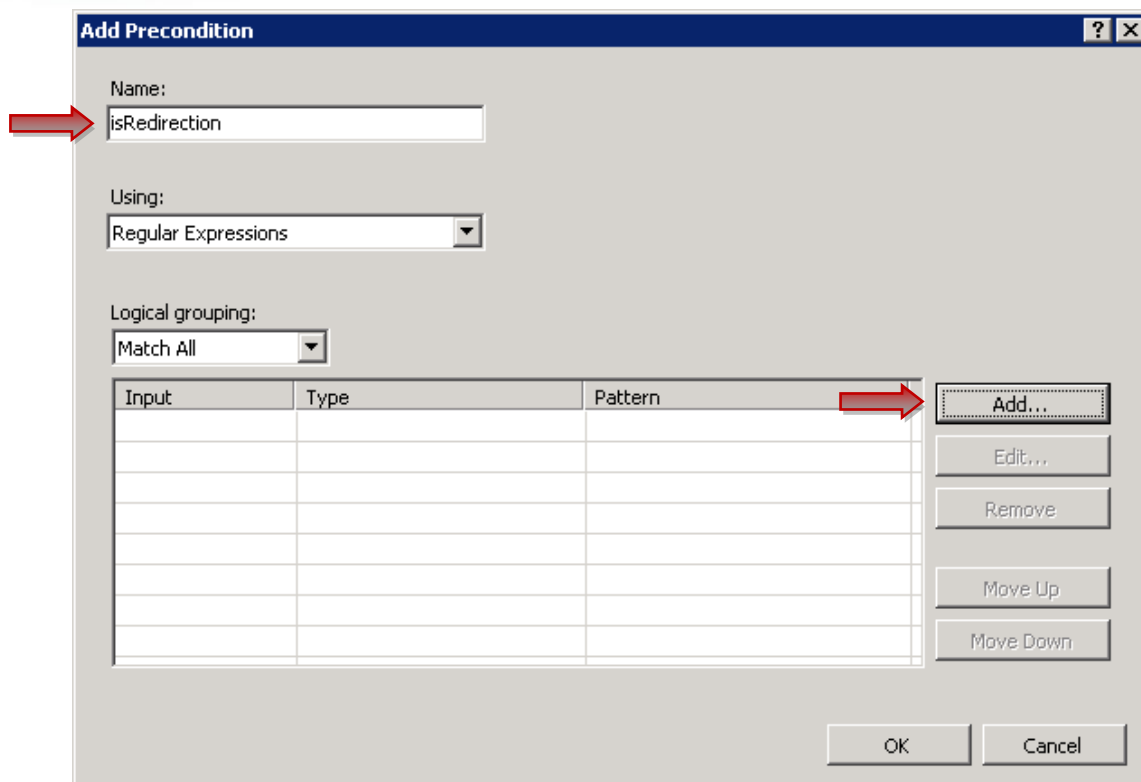 Add Precondition
Name:
isRedirection
Using:
Regular Expressions
Logical grouping:
Match All
Input Type Pattern
Add...
Edit...
Remove
Move Up
Move Down
OK Cancel